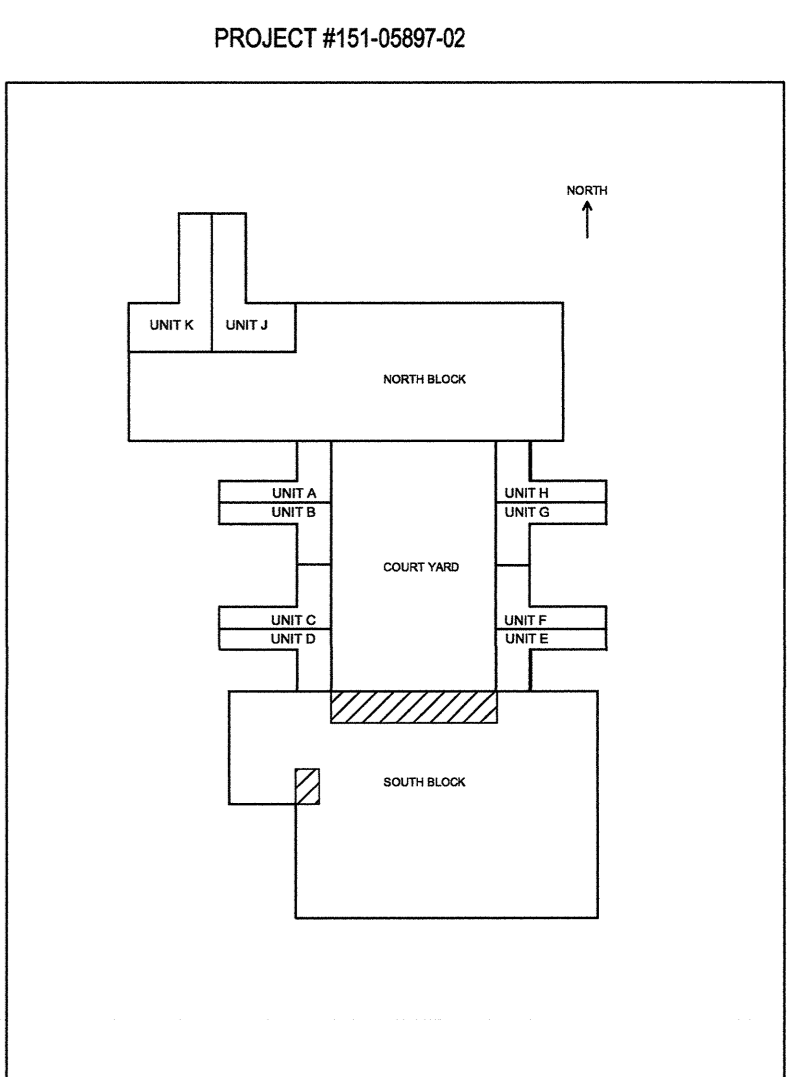 PROJECT #151-05897-02
NORTH
UNIT K
UNIT J
NORTH BLOCK
UNIT A
UNIT H
UNIT B
UNIT G
COURT YARD
UNIT C
UNIT F
UNIT D
UNIT E
SOUTH BLOCK